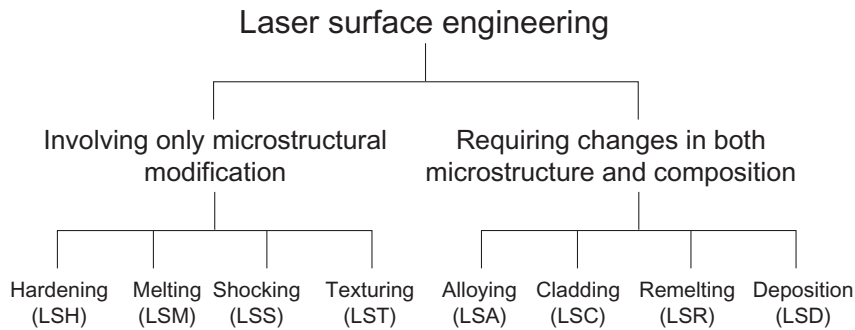 Laser surface engineering
Involving only microstructural
modification
Requiring changes in both
microstructure and composition
Hardening
(LSH)
Melting
(LSM)
Shocking
(LSS)
Texturing
(LST)
Alloying
(LSA)
Cladding
(LSC)
Remelting
(LSR)
Deposition
(LSD)